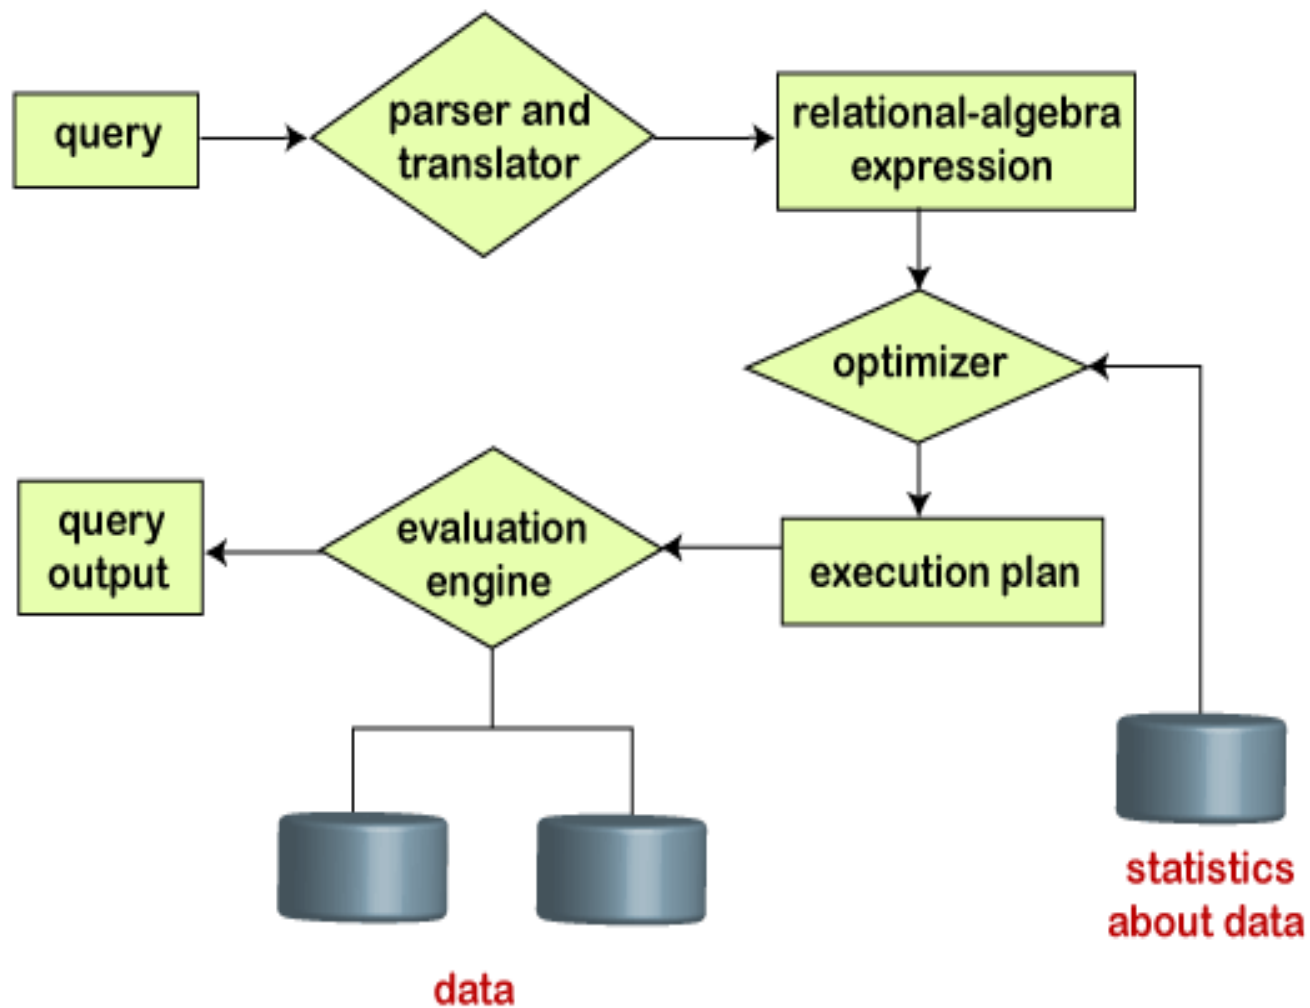 query
parser and
translator
relational-algebra
expression
optimizer
query
output
evaluation
engine
execution plan
statistics
about data
data